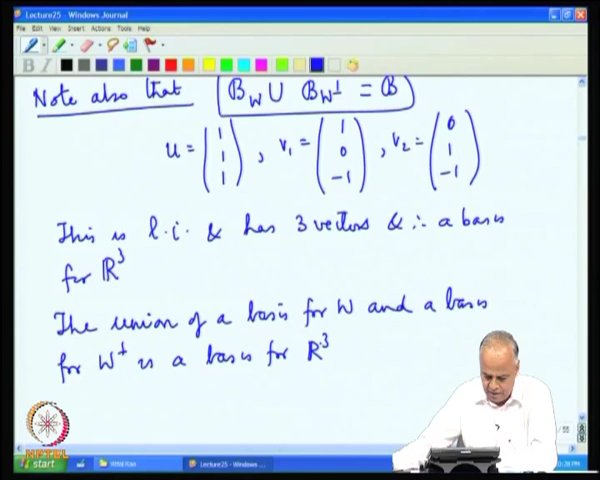 Lecture25 - Windows Journal
File Edit View Insert Actions Tools Help
Note also that B_W ∪ B_W⊥ = B
u = (1 1 1), v₁ = (1 0 -1), v₂ = (0 1 -1)
This is l.i. & has 3 vectors & ∴ a basis
for ℝ³
The union of a basis for W and a basis
for W⊥ is a basis for ℝ³
NPTEL
start
Lecture25 - Windows ...